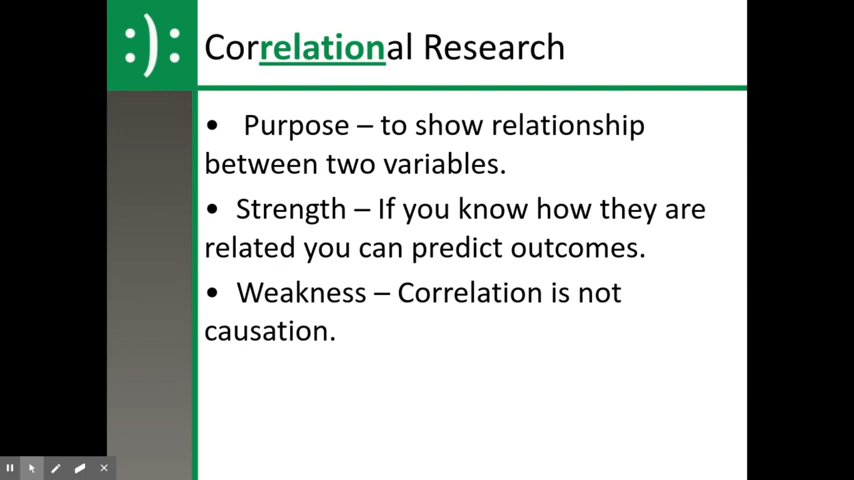 :):
Correlational Research
• Purpose – to show relationship
between two variables.
• Strength – If you know how they are
related you can predict outcomes.
• Weakness – Correlation is not
causation.